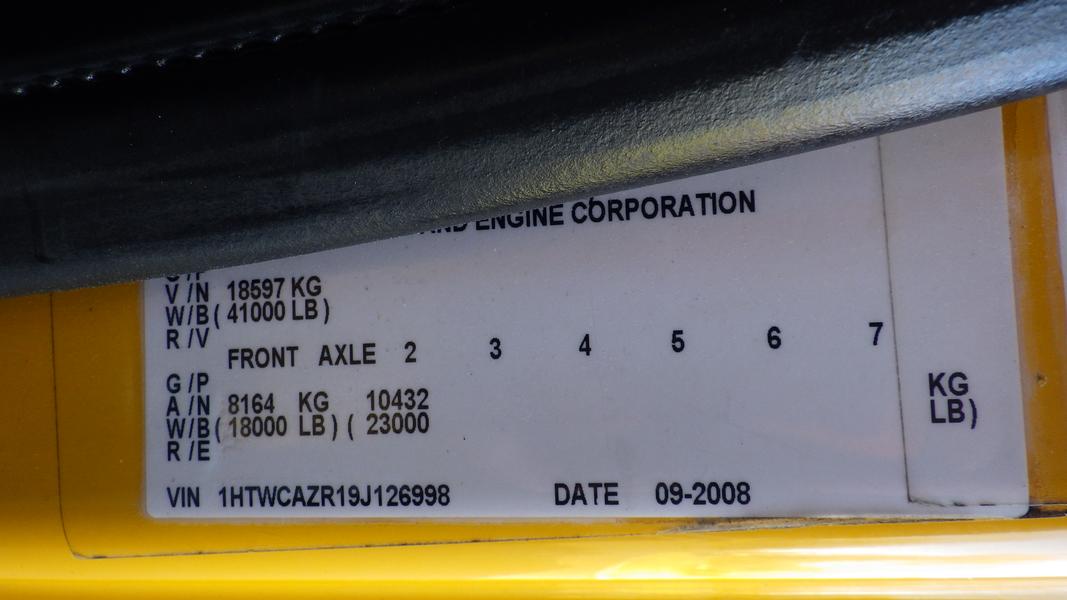 AND ENGINE CORPORATION
G/P
V/N 18597 KG
W/B ( 41000 LB )
R/V
FRONT AXLE 2 3 4 5 6 7
G/P
A/N 8164 KG 10432 KG
W/B ( 18000 LB ) ( 23000 LB)
R/E
VIN 1HTWCAZR19J126998 DATE 09-2008